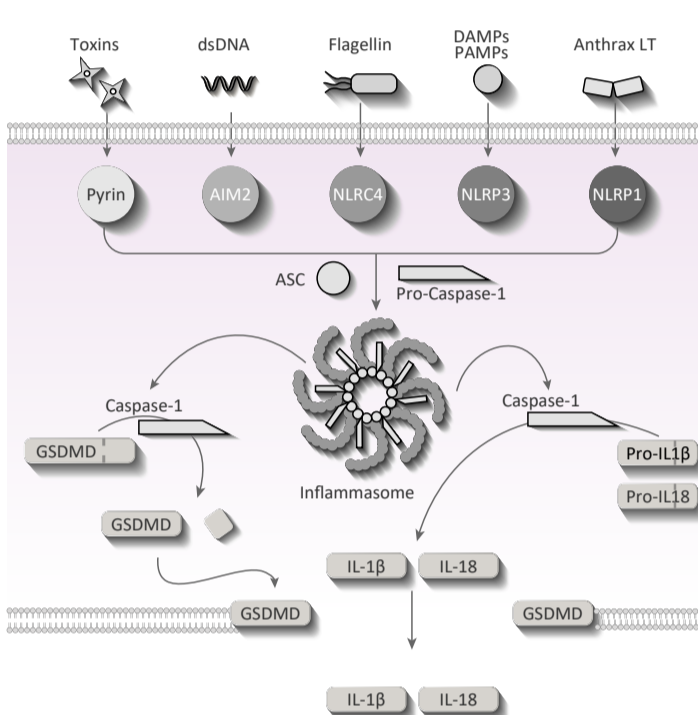 Toxins
dsDNA
Flagellin
DAMPs
PAMPs
Anthrax LT
Pyrin
AIM2
NLRC4
NLRP3
NLRP1
ASC
Pro-Caspase-1
Caspase-1
Caspase-1
GSDMD
Pro-IL1β
Pro-IL18
Inflammasome
GSDMD
IL-1β
IL-18
GSDMD
GSDMD
IL-1β
IL-18